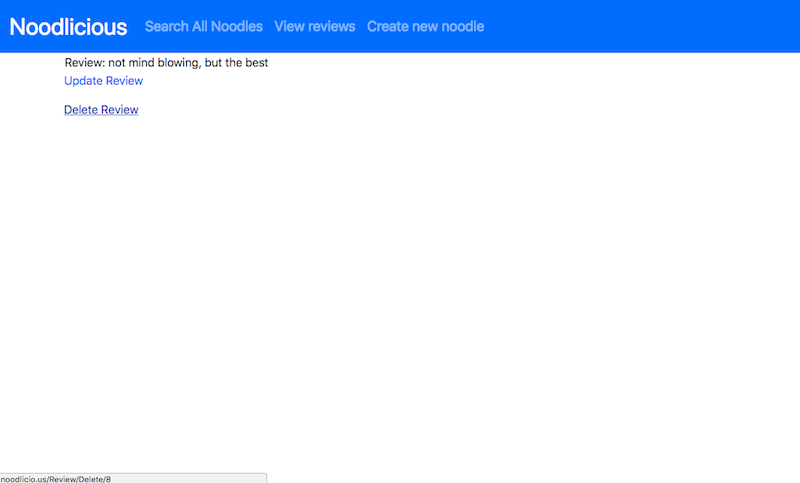 Noodlicious Search All Noodles View reviews Create new noodle
Review: not mind blowing, but the best
Update Review
Delete Review
noodlicio.us/Review/Delete/8